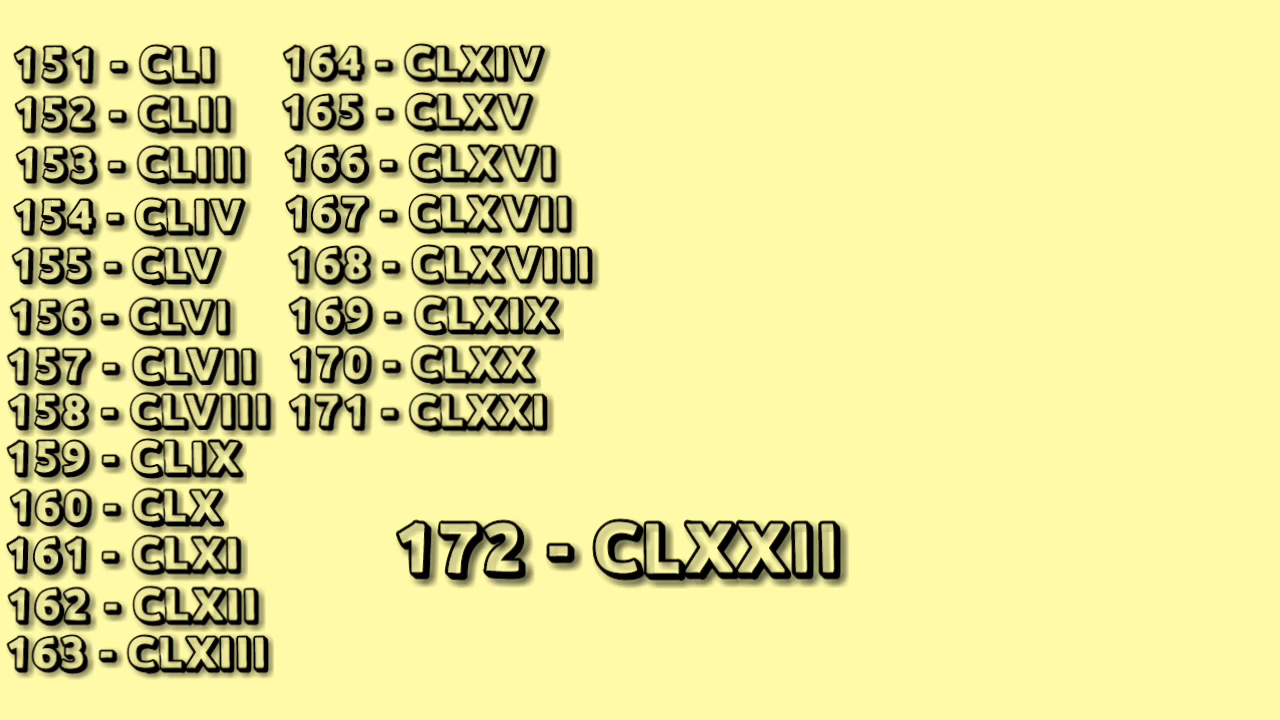 151 - CLI
152 - CLII
153 - CLIII
154 - CLIV
155 - CLV
156 - CLVI
157 - CLVII
158 - CLVIII
159 - CLIX
160 - CLX
161 - CLXI
162 - CLXII
163 - CLXIII
164 - CLXIV
165 - CLXV
166 - CLXVI
167 - CLXVII
168 - CLXVIII
169 - CLXIX
170 - CLXX
171 - CLXXI
172 - CLXXII